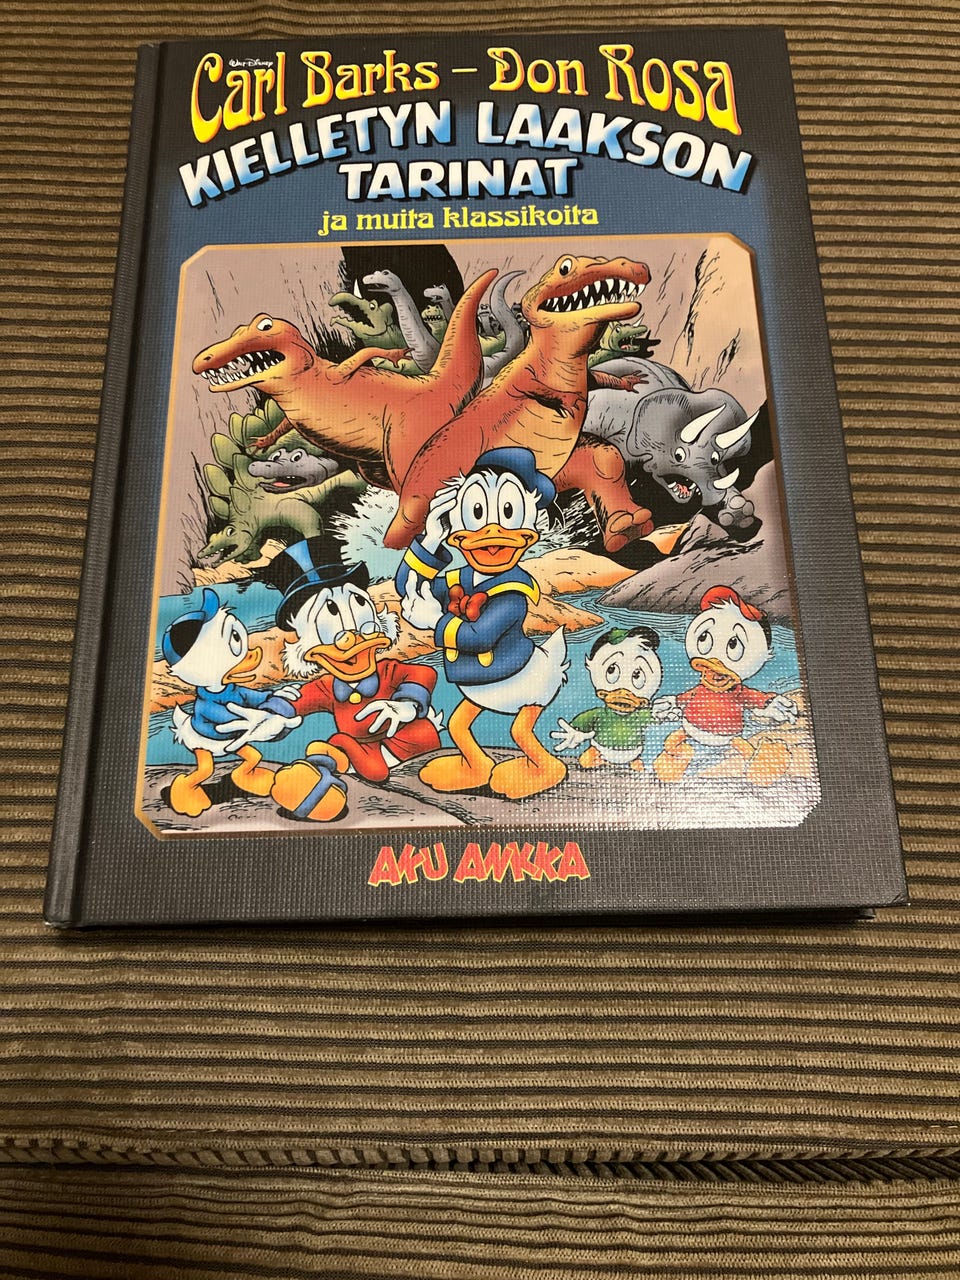 Walt Disney
Carl Barks – Don Rosa
KIELLETYN LAAKSON
TARINAT
ja muita klassikoita
AKU ANKKA